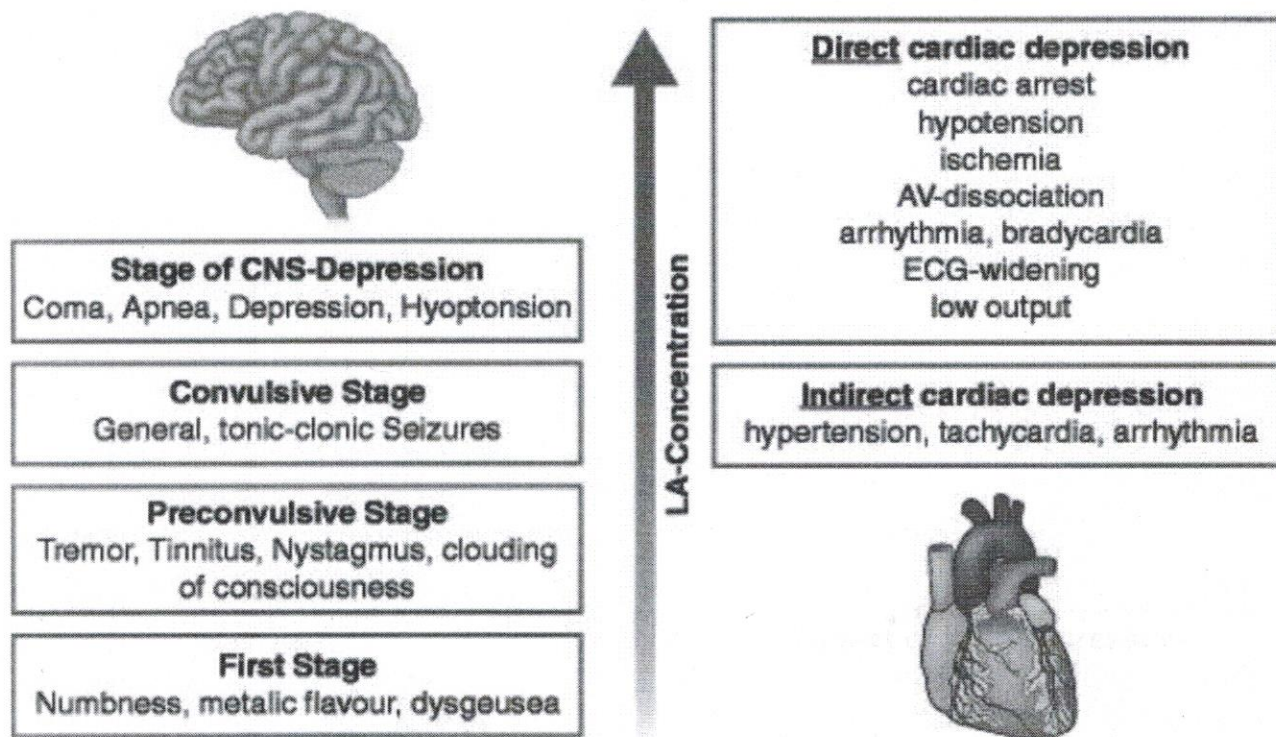 Stage of CNS-Depression
Coma, Apnea, Depression, Hyoptonsion
Convulsive Stage
General, tonic-clonic Seizures
Preconvulsive Stage
Tremor, Tinnitus, Nystagmus, clouding
of consciousness
First Stage
Numbness, metalic flavour, dysgeusea
LA-Concentration
Direct cardiac depression
cardiac arrest
hypotension
ischemia
AV-dissociation
arrhythmia, bradycardia
ECG-widening
low output
Indirect cardiac depression
hypertension, tachycardia, arrhythmia